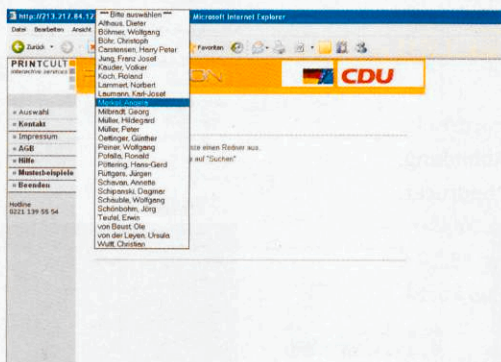 http://213.217.84.12
Microsoft Internet Explorer
Datei Bearbeiten Ansicht
Zurück
Favoriten
PRINTCULT
interactive services
ON
CDU
*** Bitte auswählen ***
Althaus, Dieter
Böhmer, Wolfgang
Böhr, Christoph
Carstensen, Harry Peter
Jung, Franz Josef
Kauder, Volker
Koch, Roland
Lammert, Norbert
Laumann, Karl-Josef
Merkel, Angela
Milbradt, Georg
Müller, Hildegard
Müller, Peter
Oettinger, Günther
Peiner, Wolfgang
Pofalla, Ronald
Pöttering, Hans-Gert
Rüttgers, Jürgen
Schavan, Annette
Schipanski, Dagmar
Schäuble, Wolfgang
Schönbohm, Jörg
Teufel, Erwin
von Beust, Ole
von der Leyen, Ursula
Wulff, Christian
» Auswahl
» Kontakt
» Impressum
» AGB
» Hilfe
» Musterbeispiele
» Beenden
Hotline
0221 139 55 54
ste einen Redner aus.
auf "Suchen"